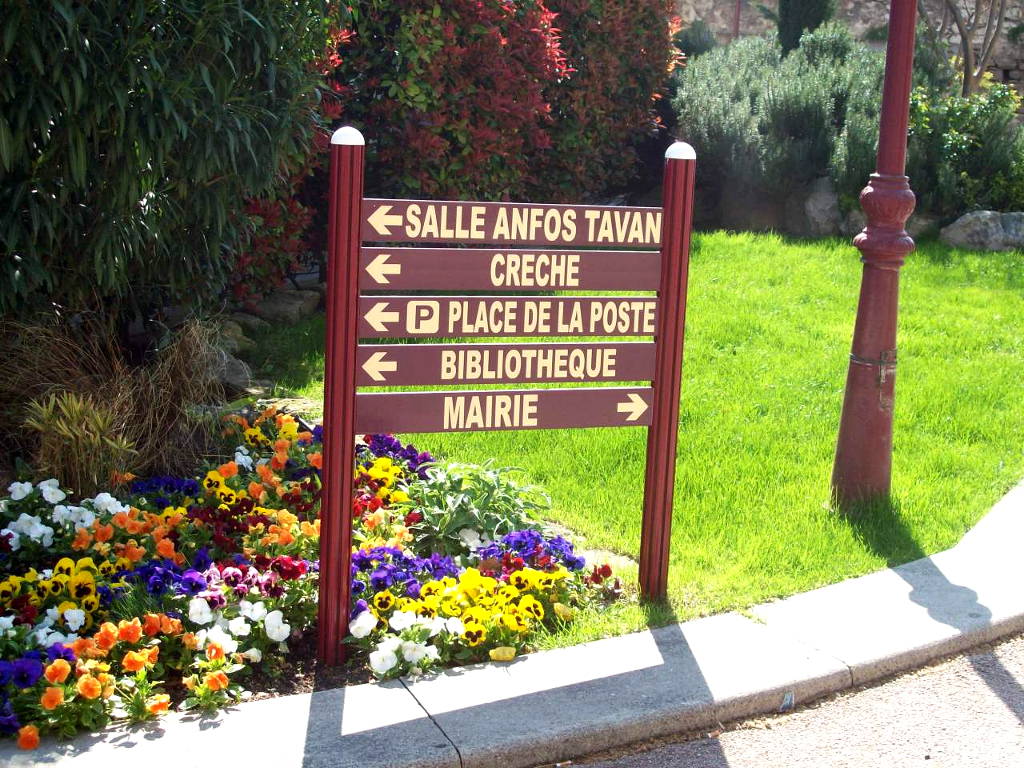 SALLE ANFOS TAVAN
CRECHE
P PLACE DE LA POSTE
BIBLIOTHEQUE
MAIRIE